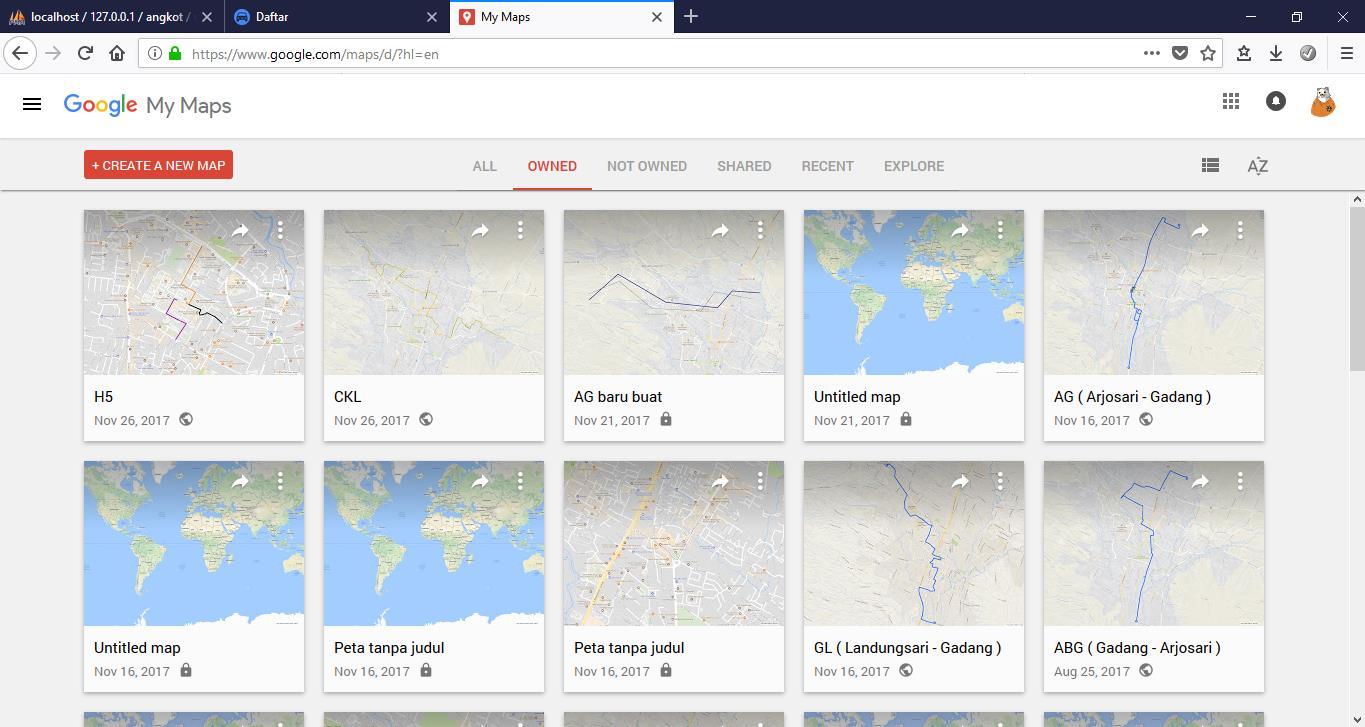 localhost / 127.0.0.1 / angkot /
Daftar
My Maps
https://www.google.com/maps/d/?hl=en
Google My Maps
+ CREATE A NEW MAP
ALL
OWNED
NOT OWNED
SHARED
RECENT
EXPLORE
H5
Nov 26, 2017
CKL
Nov 26, 2017
AG baru buat
Nov 21, 2017
Untitled map
Nov 21, 2017
AG ( Arjosari - Gadang )
Nov 16, 2017
Untitled map
Nov 16, 2017
Peta tanpa judul
Nov 16, 2017
Peta tanpa judul
Nov 16, 2017
GL ( Landungsari - Gadang )
Nov 16, 2017
ABG ( Gadang - Arjosari )
Aug 25, 2017